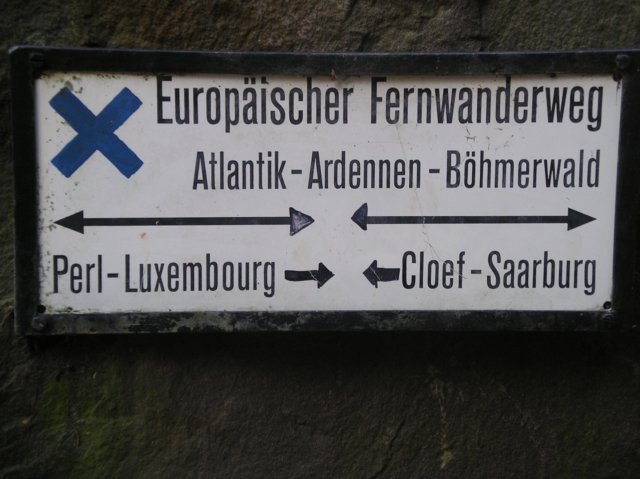 Europäischer Fernwanderweg
Atlantik-Ardennen-Böhmerwald
Perl-Luxembourg Cloef-Saarburg